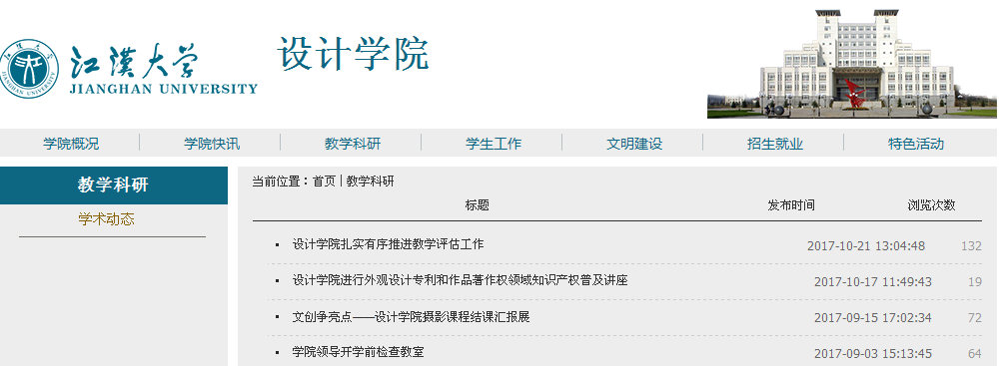 江漢大学
JIANGHAN UNIVERSITY
设计学院
学院概况 学院快讯 教学科研 学生工作 文明建设 招生就业 特色活动
教学科研
学术动态
当前位置：首页 | 教学科研
标题 发布时间 浏览次数
设计学院扎实有序推进教学评估工作 2017-10-21 13:04:48 132
设计学院进行外观设计专利和作品著作权领域知识产权普及讲座 2017-10-17 11:49:43 19
文创争亮点——设计学院摄影课程结课汇报展 2017-09-15 17:02:34 72
学院领导开学前检查教室 2017-09-03 15:13:45 64